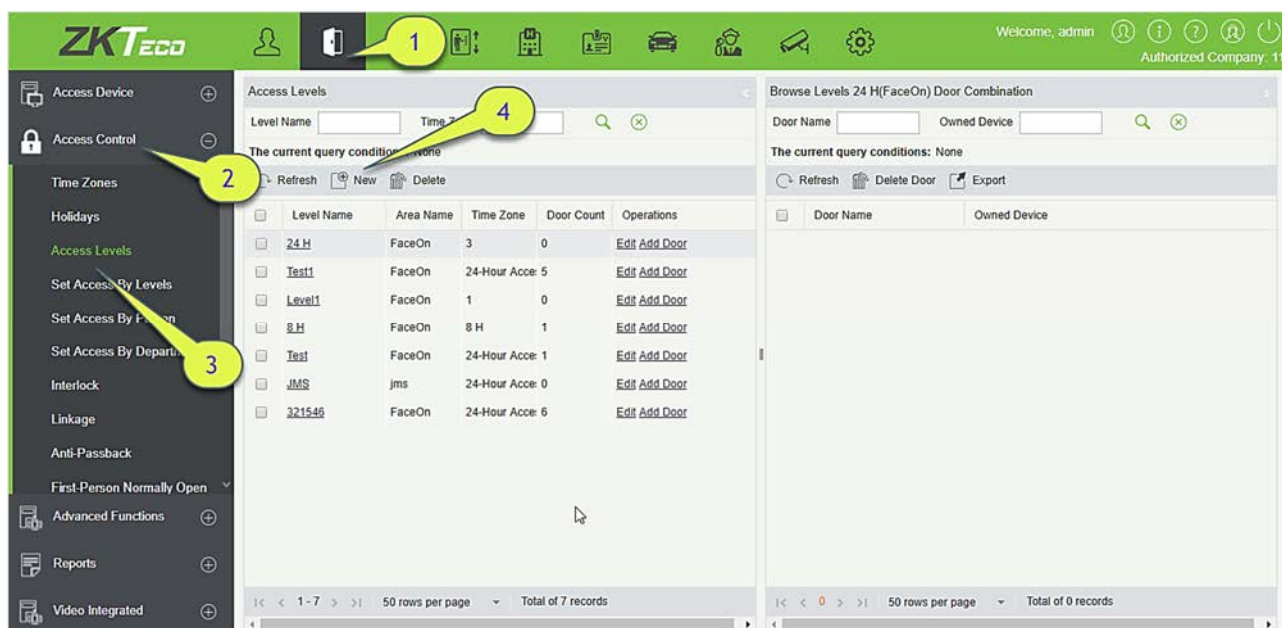 ZKTECO
Welcome, admin
Authorized Company: 11
1
Access Device
Access Control
2
Time Zones
Holidays
Access Levels
Set Access By Levels
Set Access By
Set Access By
3
Interlock
Linkage
Anti-Passback
First-Person Normally Open
Advanced Functions
Reports
Video Integrated
Access Levels
Level Name
4
The current query None
Refresh New Delete
Level Name Area Name Time Zone Door Count Operations
24 H FaceOn 3 0 Edit Add Door
Test1 FaceOn 24-Hour Acce 5 Edit Add Door
Level1 FaceOn 1 0 Edit Add Door
8 H FaceOn 8 H 1 Edit Add Door
Test FaceOn 24-Hour Acce 1 Edit Add Door
JMS jms 24-Hour Acce 0 Edit Add Door
321546 FaceOn 24-Hour Acce 6 Edit Add Door
1-7 50 rows per page Total of 7 records
Browse Levels 24 H(FaceOn) Door Combination
Door Name Owned Device
The current query conditions: None
Refresh Delete Door Export
Door Name Owned Device
0 50 rows per page Total of 0 records